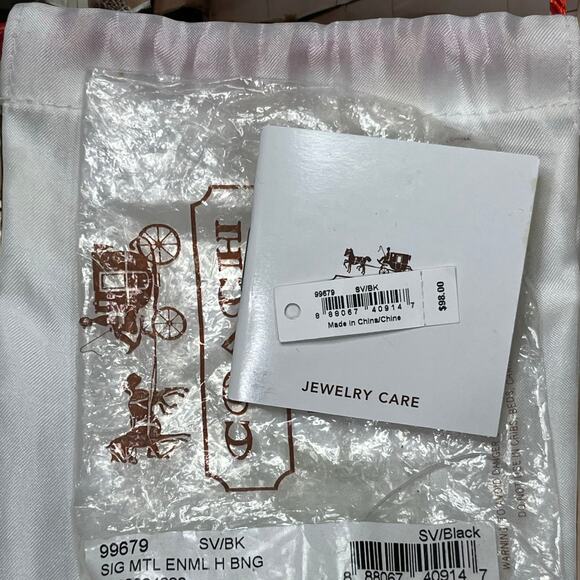 COACH
99679 SV/BK
8 88067 40914 7
Made in China/Chine
$98.00
JEWELRY CARE
99679 SV/BK SV/Black
SIG MTL ENML H BNG
8 88067 40914 7